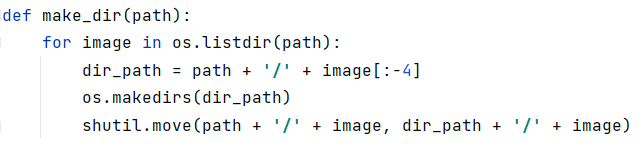 def make_dir(path):
    for image in os.listdir(path):
        dir_path = path + '/' + image[:-4]
        os.makedirs(dir_path)
        shutil.move(path + '/' + image, dir_path + '/' + image)